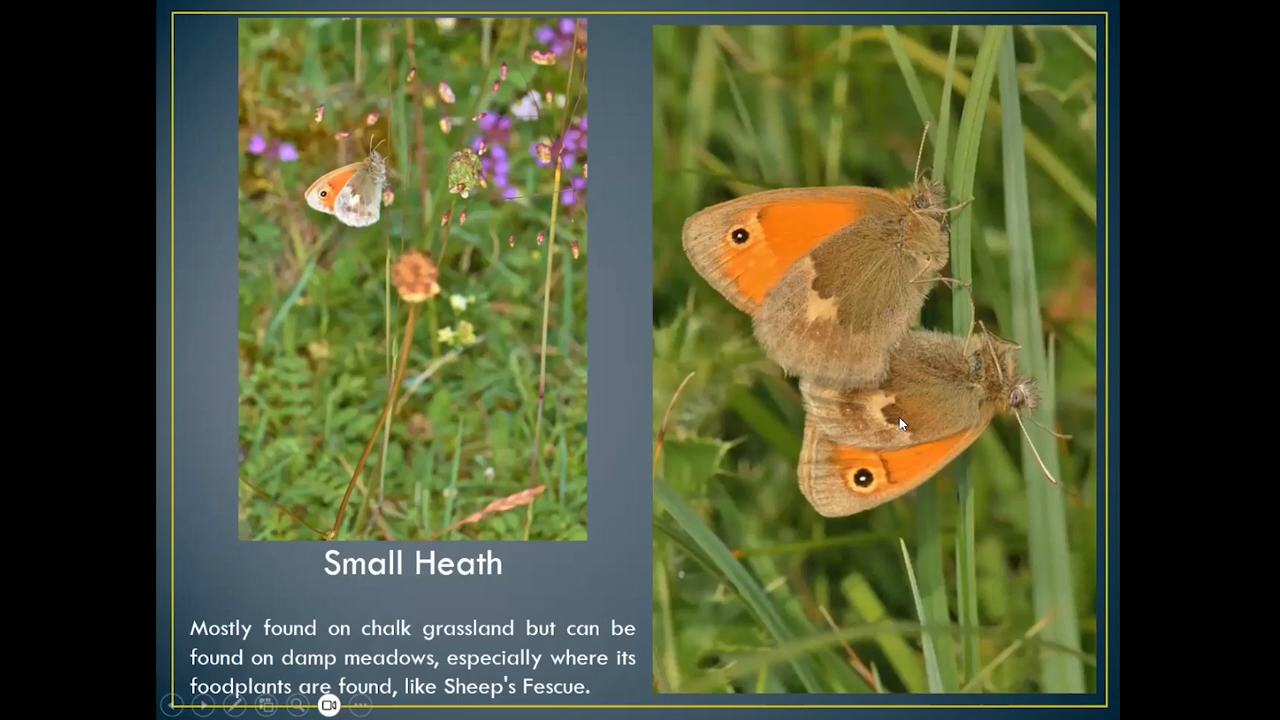 Small Heath
Mostly found on chalk grassland but can be
found on damp meadows, especially where its
foodplants are found, like Sheep's Fescue.